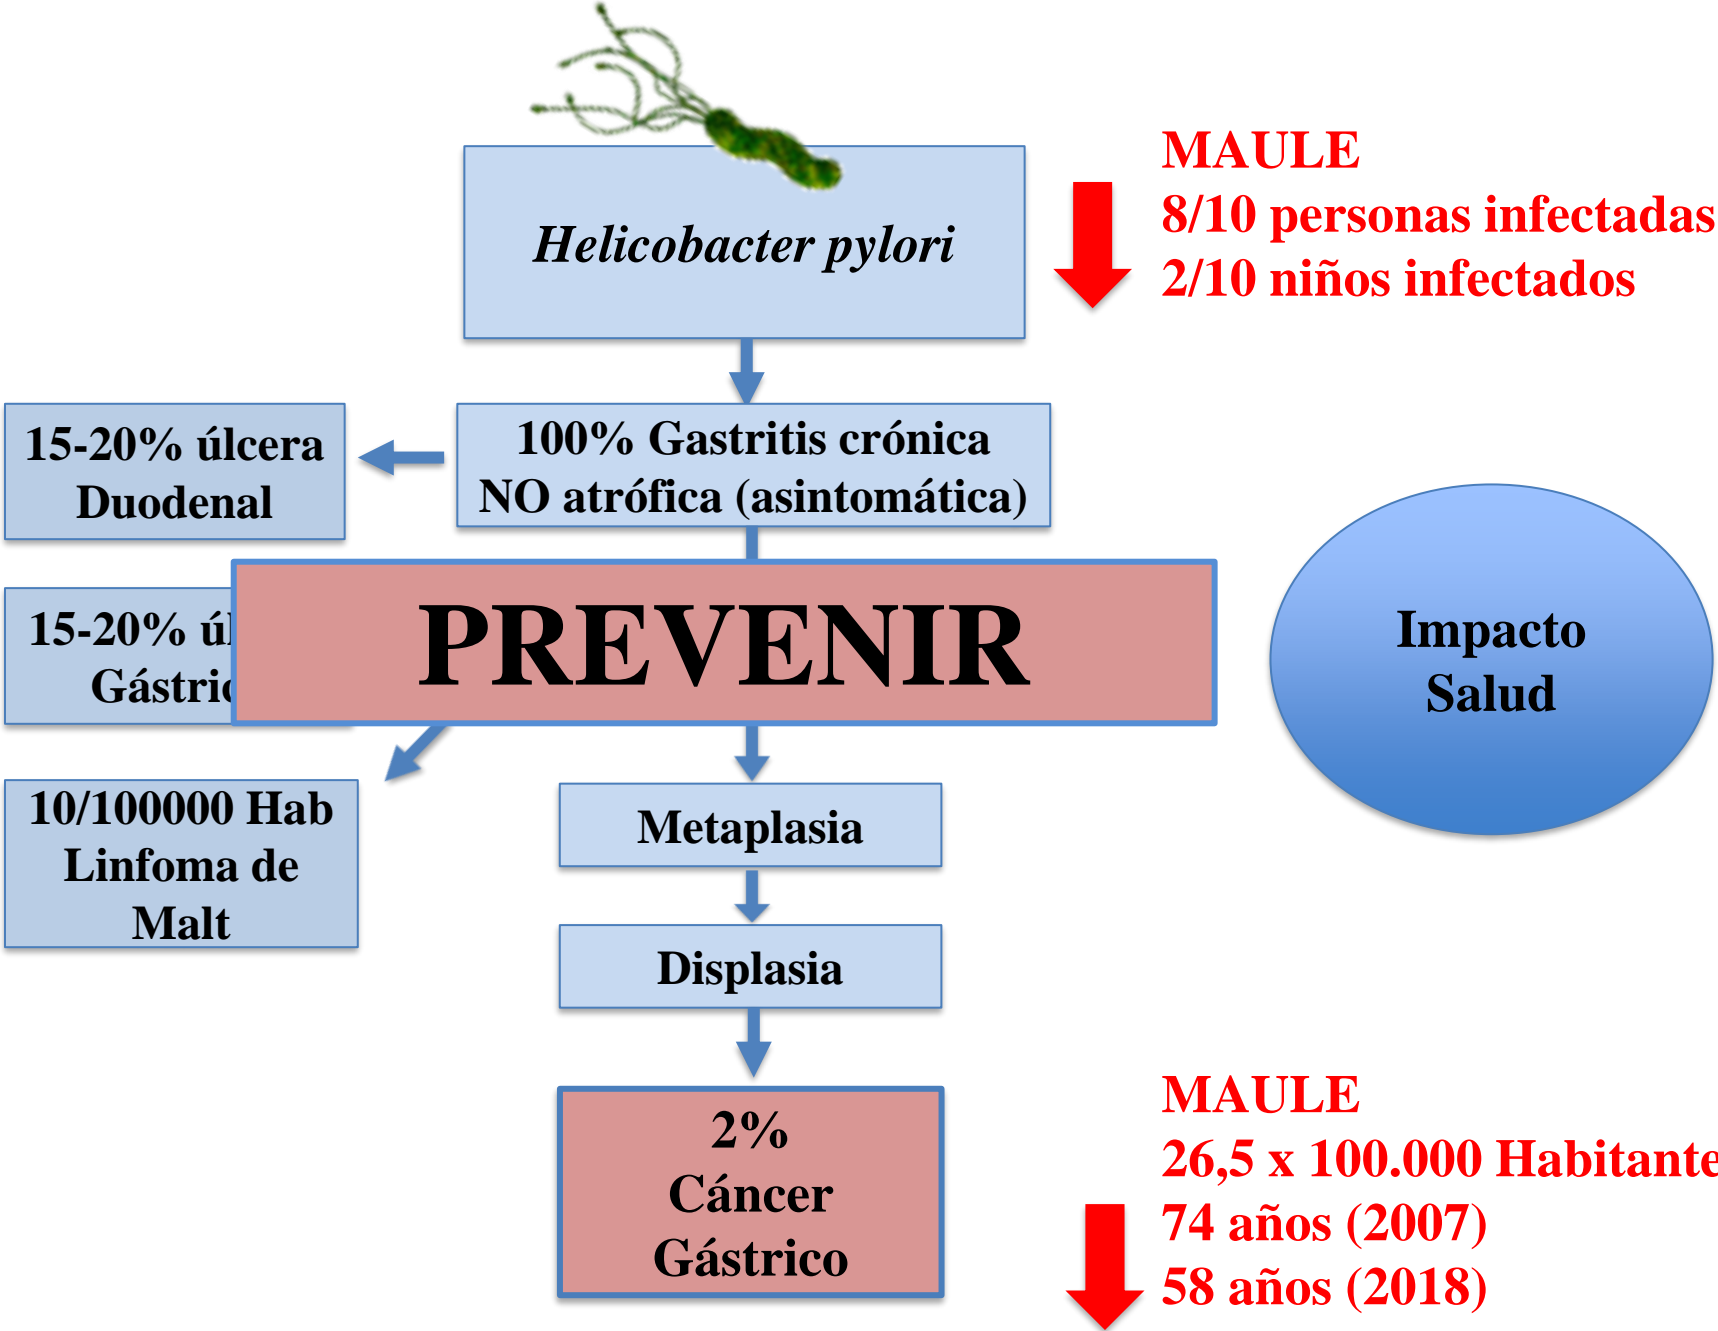 MAULE
8/10 personas infectadas
2/10 niños infectados
Helicobacter pylori
15-20% úlcera
Duodenal
100% Gastritis crónica
NO atrófica (asintomática)
15-20%
PREVENIR
Impacto
Salud
10/100000 Hab
Linfoma de
Malt
Metaplasia
Displasia
2%
Cáncer
Gástrico
MAULE
26,5 x 100.000 Habitante
74 años (2007)
58 años (2018)